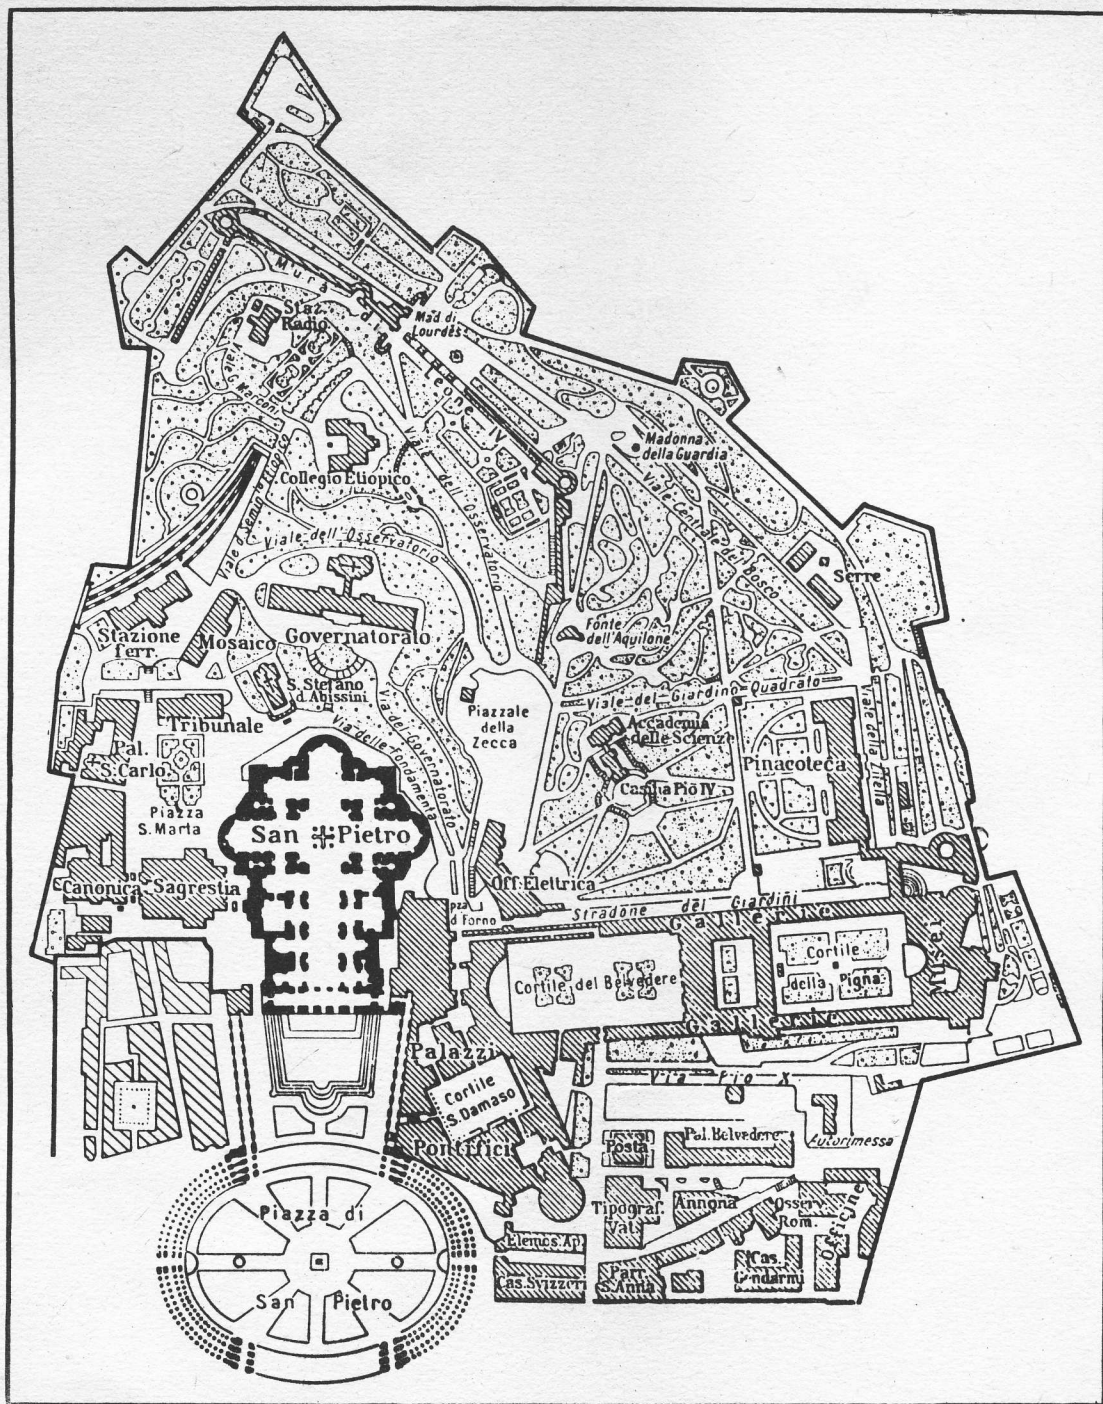 Mura di Leone IV
Staz.
Radio
Mad. di
Lourdes
Viale G. Marconi
Madonna
della Guardia
Collegio Etiopico
Viale dell'Osservatorio
Viale Centrale del Bosco
Viale dell'Osservatorio
Serre
Stazione
ferr.
Mosaico
Governatorato
Fonte
dell'Aquilone
S. Stefano
d. Abissini
Viale del Giardino Quadrato
Viale della Zitella
Tribunale
Via del Governatorato
Via delle fondamenta
Piazzale
della
Zecca
Accademia
delle Scienze
Pal.
S. Carlo
Pinacoteca
Casina Pio IV
Piazza
S. Marta
San Pietro
Canonica
Sagrestia
Off. Elettrica
pza
d. Forno
Stradone dei Giardini
Gallerie
Cortile
della Pigna
Musei
Cortile del Belvedere
Gallerie
Palazzi
Via Pio X
Cortile
S. Damaso
Pontifici
Posta
Pal. Belvedere
Autorimessa
Piazza di
San Pietro
Tipograf.
Vat.
Annona
Osserv.
Rom.
Officine
Elemos. Ap.
Cas.
Gendarmi
Cas. Svizzeri
Parr.
S. Anna